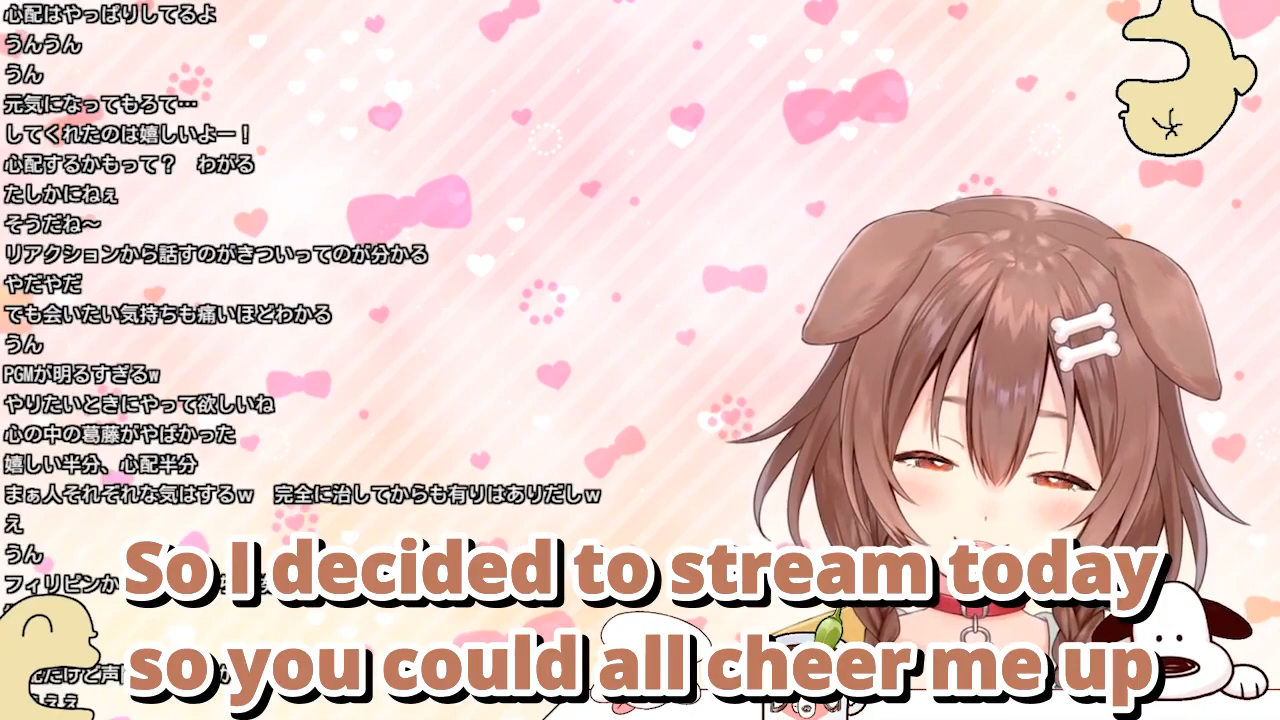 心配はやっぱりしてるよ
うんうん
うん
元気になってもろて…
してくれたのは嬉しいよー！
心配するかもって？　わがる
たしかにねぇ
そうだね～
リアクションから話すのがきついってのが分かる
やだやだ
でも会いたい気持ちも痛いほどわかる
うん
PGMが明るすぎるw
やりたいときにやって欲しいね
心の中の葛藤がやばかった
嬉しい半分、心配半分
まぁ人それぞれな気はするｗ　完全に治してからも有りはありだしｗ
え
うん
フィリピンか
So I decided to stream today
so you could all cheer me up
だけど声
ぇぇ